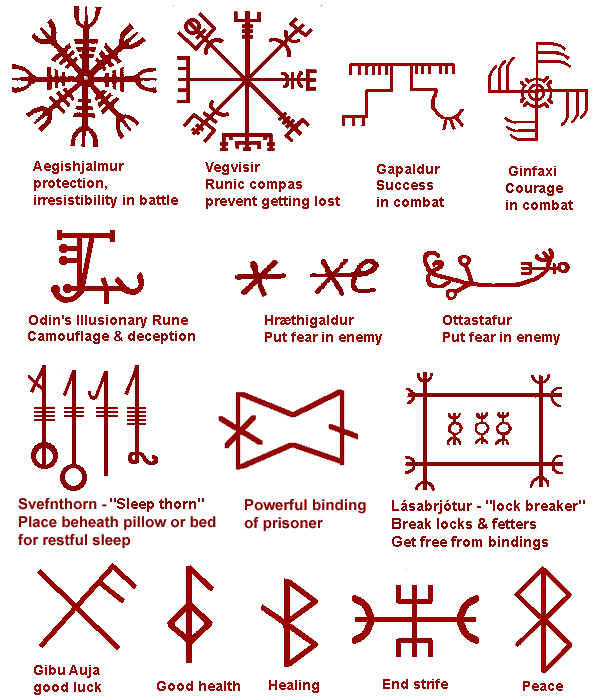 Aegishjalmur
protection,
irresistibility in battle
Vegvisir
Runic compas
prevent getting lost
Gapaldur
Success
in combat
Ginfaxi
Courage
in combat
Odin's Illusionary Rune
Camouflage & deception
Hræthigaldur
Put fear in enemy
Ottastafur
Put fear in enemy
Svefnthorn - "Sleep thorn"
Place beheath pillow or bed
for restful sleep
Powerful binding
of prisoner
Lásabrjótur - "lock breaker"
Break locks & fetters
Get free from bindings
Gibu Auja
good luck
Good health
Healing
End strife
Peace